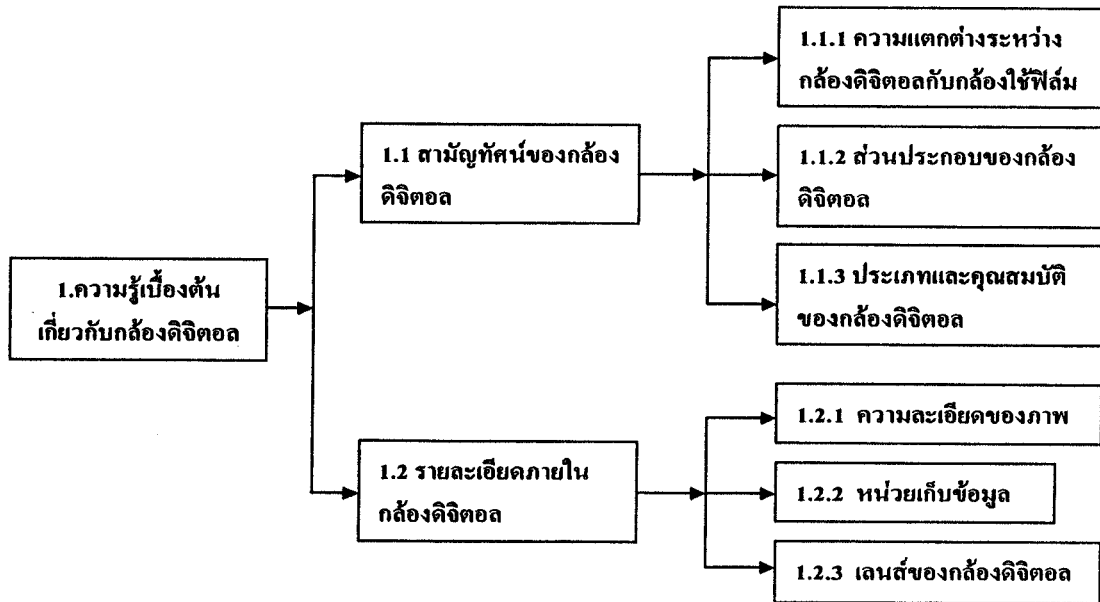 1.1.1 ความแตกต่างระหว่าง
กล้องดิจิตอลกับกล้องใช้ฟิล์ม
1.1 สามัญทัศน์ของกล้อง
ดิจิตอล
1.1.2 ส่วนประกอบของกล้อง
ดิจิตอล
1.1.3 ประเภทและคุณสมบัติ
ของกล้องดิจิตอล
1.ความรู้เบื้องต้น
เกี่ยวกับกล้องดิจิตอล
1.2 รายละเอียดภายใน
กล้องดิจิตอล
1.2.1 ความละเอียดของภาพ
1.2.2 หน่วยเก็บข้อมูล
1.2.3 เลนส์ของกล้องดิจิตอล